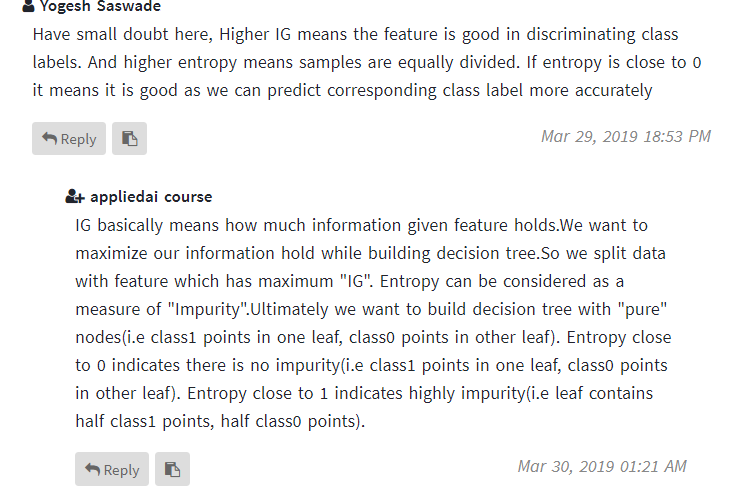 Yogesh Saswade
Have small doubt here, Higher IG means the feature is good in discriminating class
labels. And higher entropy means samples are equally divided. If entropy is close to 0
it means it is good as we can predict corresponding class label more accurately
Reply
Mar 29, 2019 18:53 PM
appliedai course
IG basically means how much information given feature holds.We want to
maximize our information hold while building decision tree.So we split data
with feature which has maximum "IG". Entropy can be considered as a
measure of "Impurity".Ultimately we want to build decision tree with "pure"
nodes(i.e class1 points in one leaf, class0 points in other leaf). Entropy close
to 0 indicates there is no impurity(i.e class1 points in one leaf, class0 points
in other leaf). Entropy close to 1 indicates highly impurity(i.e leaf contains
half class1 points, half class0 points).
Reply
Mar 30, 2019 01:21 AM